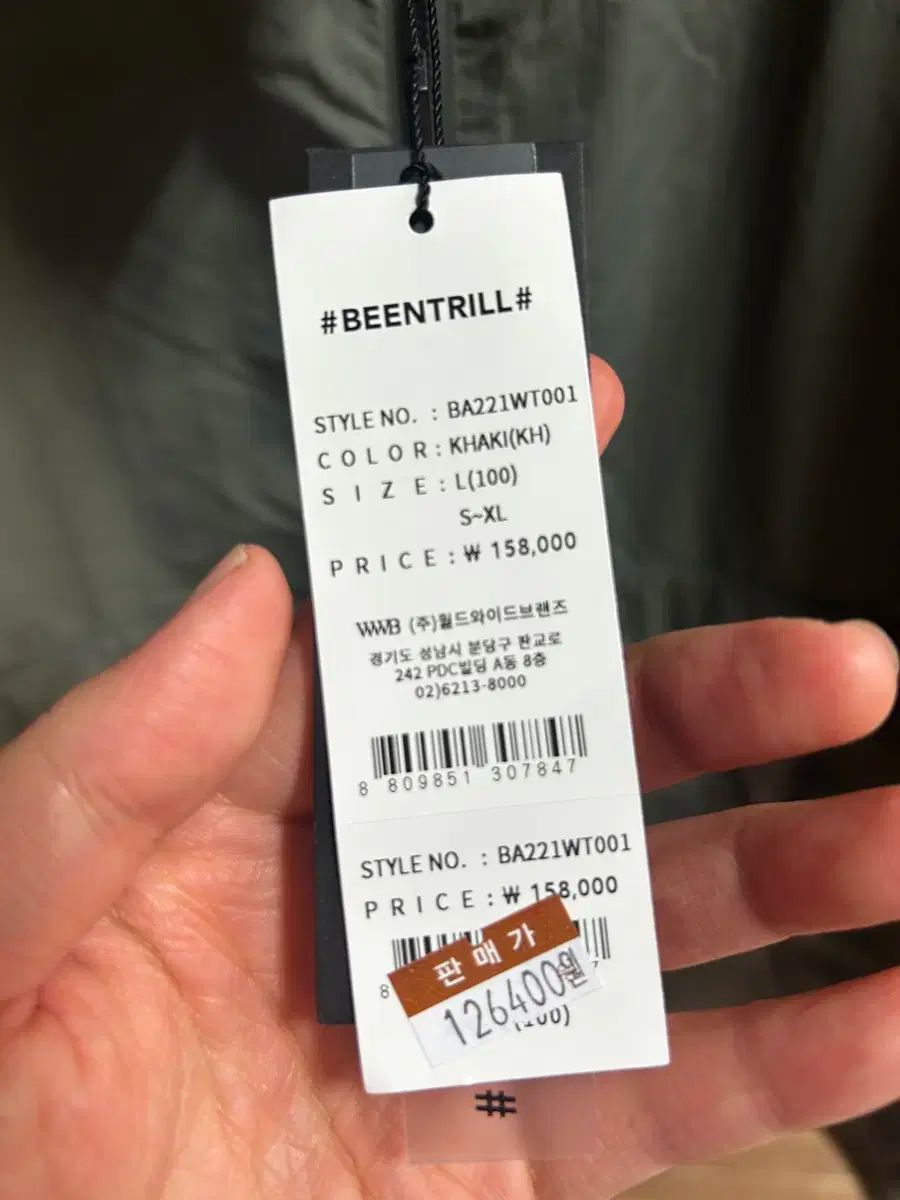 #BEENTRILL#
STYLE NO. : BA221WT001
COLOR : KHAKI(KH)
SIZE : L(100)
S~XL
PRICE : ₩ 158,000
WWB (주)월드와이드브랜즈
경기도 성남시 분당구 판교로
242 PDC빌딩 A동 8층
02)6213-8000
8 809851 307847
STYLE NO. : BA221WT001
PRICE : ₩ 158,000
판매가
8
7
126400원
(100)
#